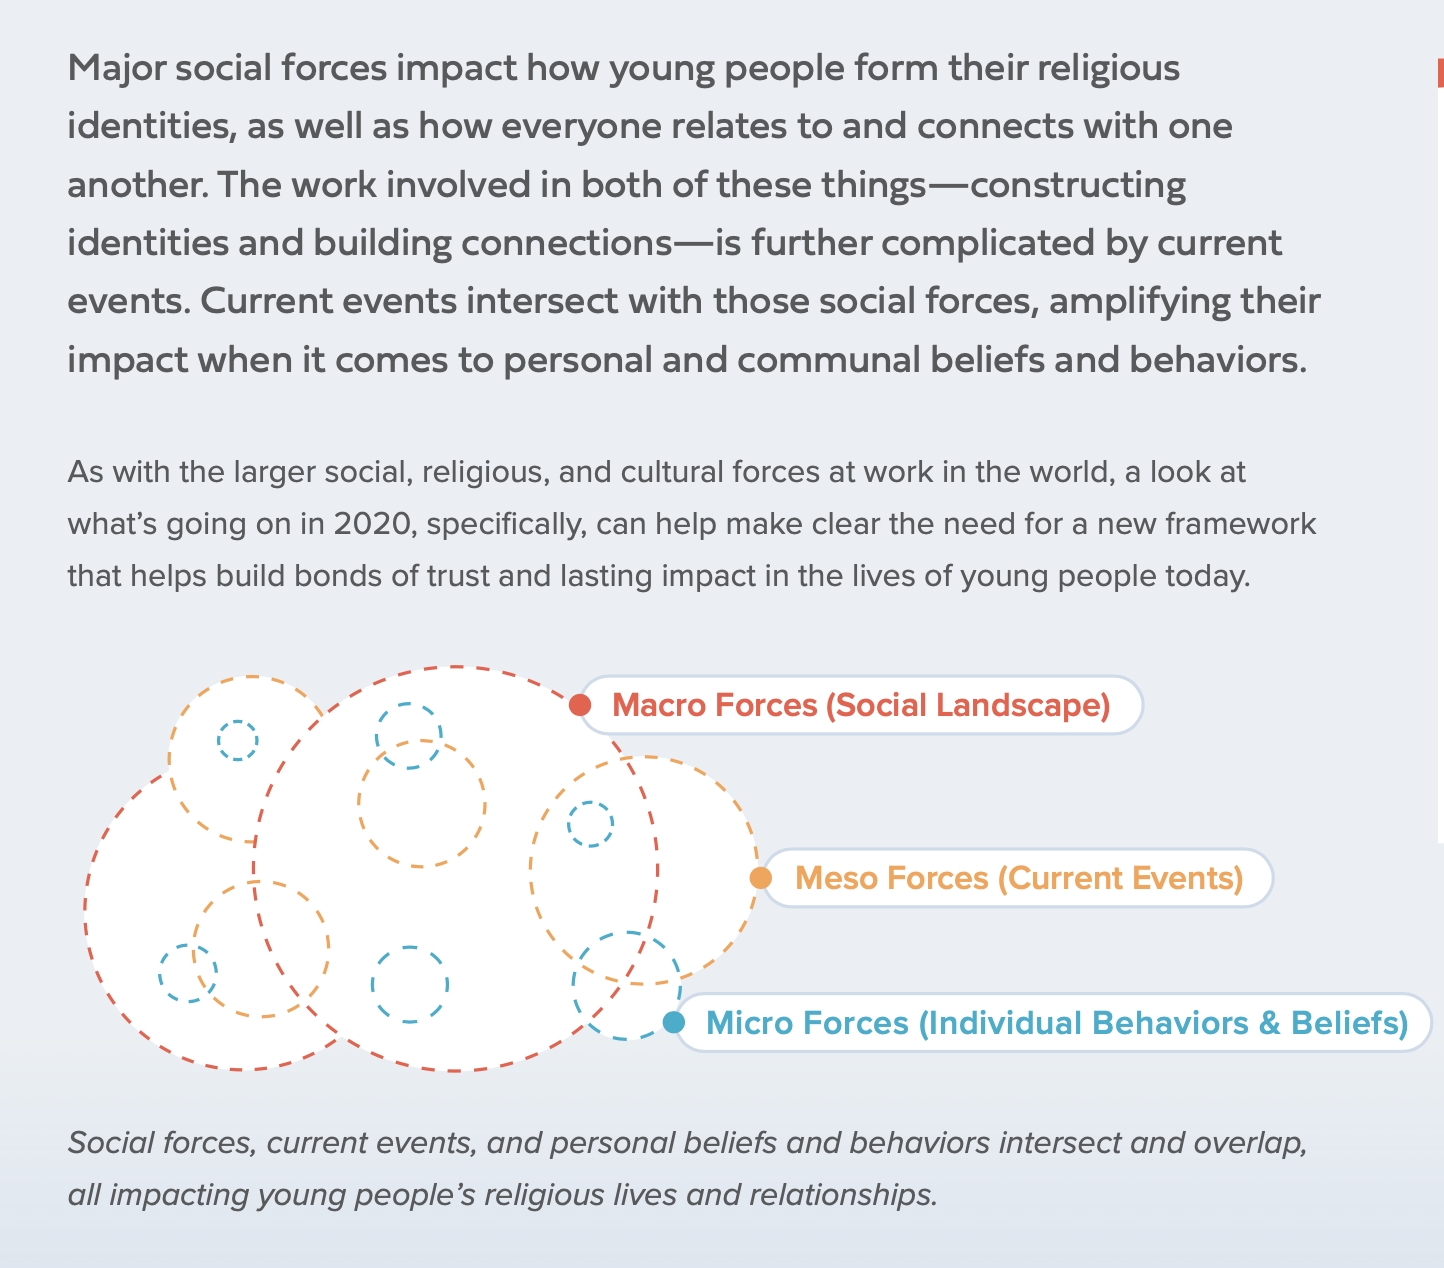 Major social forces impact how young people form their religious
identities, as well as how everyone relates to and connects with one
another. The work involved in both of these things—constructing
identities and building connections—is further complicated by current
events. Current events intersect with those social forces, amplifying their
impact when it comes to personal and communal beliefs and behaviors.
As with the larger social, religious, and cultural forces at work in the world, a look at
what’s going on in 2020, specifically, can help make clear the need for a new framework
that helps build bonds of trust and lasting impact in the lives of young people today.
Macro Forces (Social Landscape)
Meso Forces (Current Events)
Micro Forces (Individual Behaviors & Beliefs)
Social forces, current events, and personal beliefs and behaviors intersect and overlap,
all impacting young people’s religious lives and relationships.